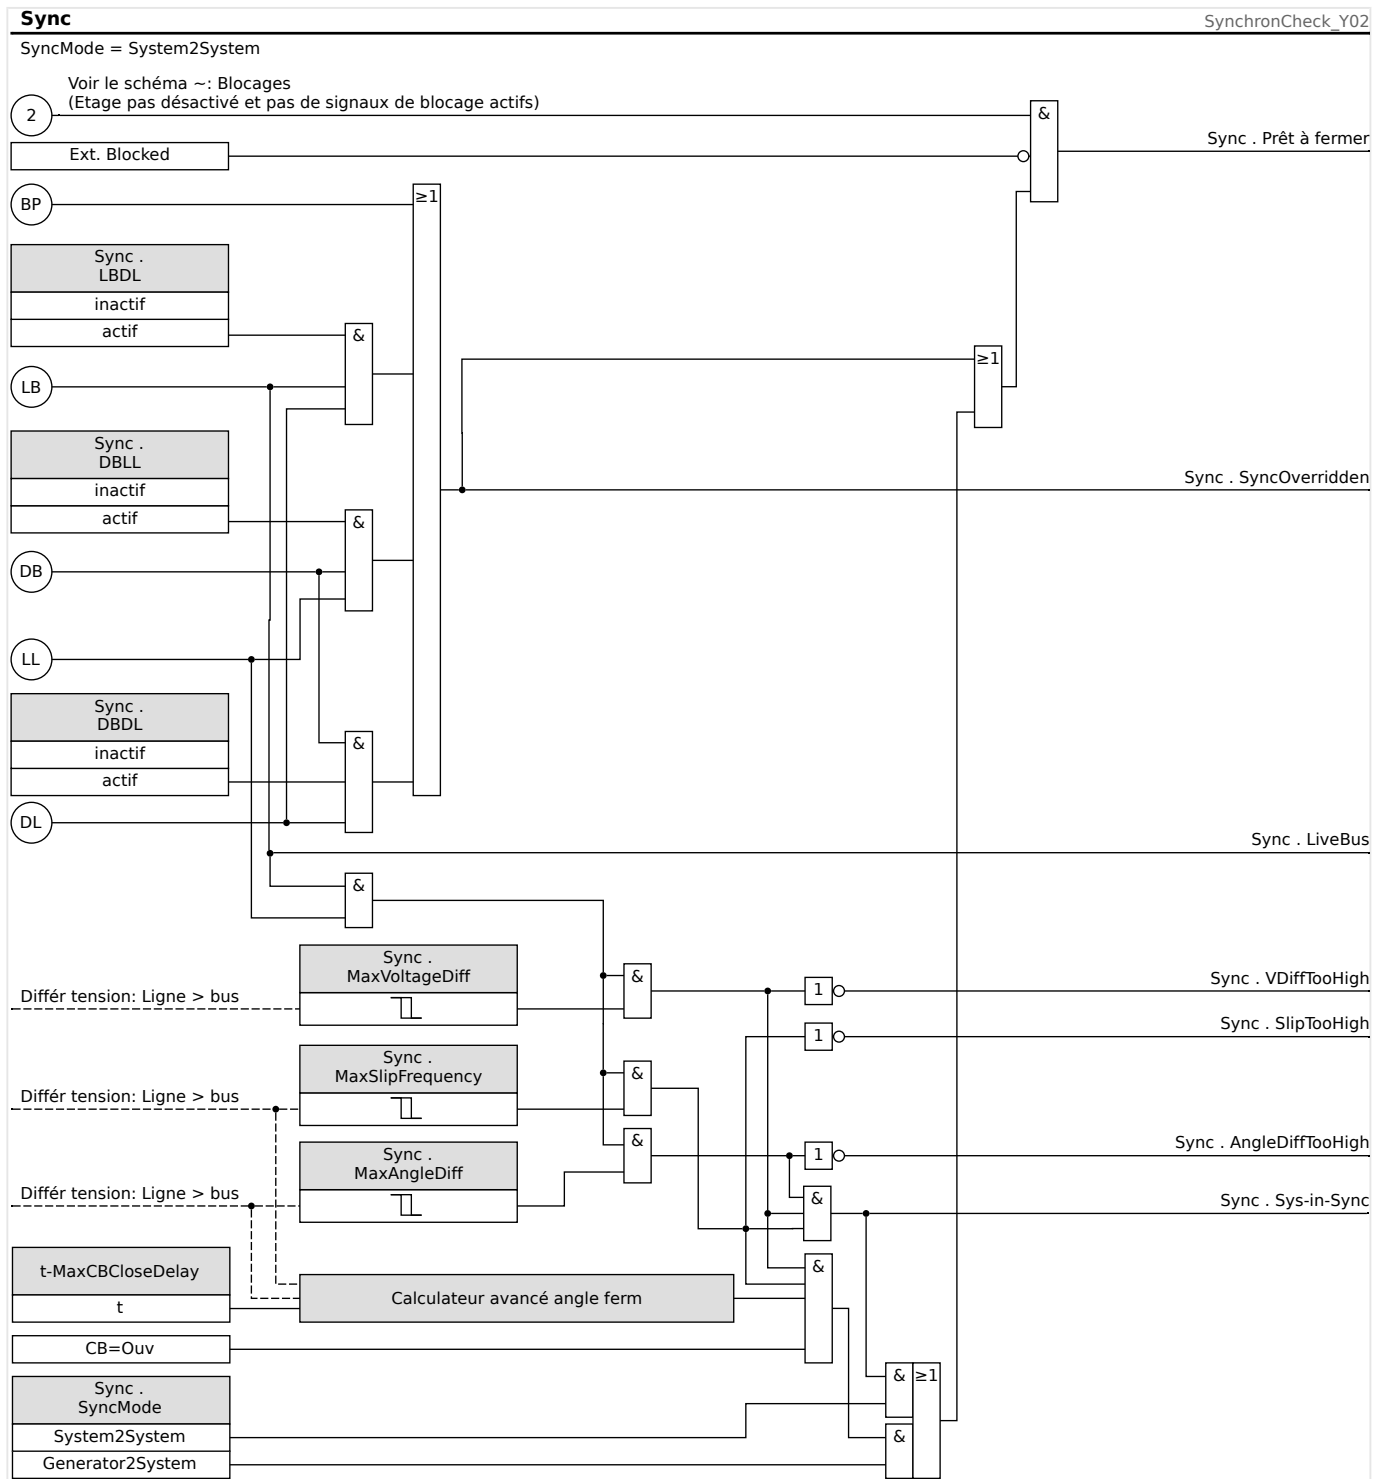 Sync
SynchronCheck_Y02
SyncMode = System2System
Voir le schéma ~: Blocages
(Etage pas désactivé et pas de signaux de blocage actifs)
2
&
Sync . Prêt à fermer
Ext. Blocked
BP
≥1
Sync .
LBDL
inactif
actif
&
≥1
LB
Sync .
DBLL
inactif
actif
&
Sync . SyncOverridden
DB
LL
Sync .
DBDL
inactif
actif
&
DL
Sync . LiveBus
&
Sync .
MaxVoltageDiff
Différ tension: Ligne > bus
&
1
Sync . VDiffTooHigh
1
Sync . SlipTooHigh
Sync .
MaxSlipFrequency
Différ tension: Ligne > bus
&
Sync .
MaxAngleDiff
Différ tension: Ligne > bus
&
1
Sync . AngleDiffTooHigh
&
Sync . Sys-in-Sync
t-MaxCBCloseDelay
t
Calculateur avancé angle ferm
&
CB=Ouv
Sync .
SyncMode
System2System
Generator2System
&
≥1
&